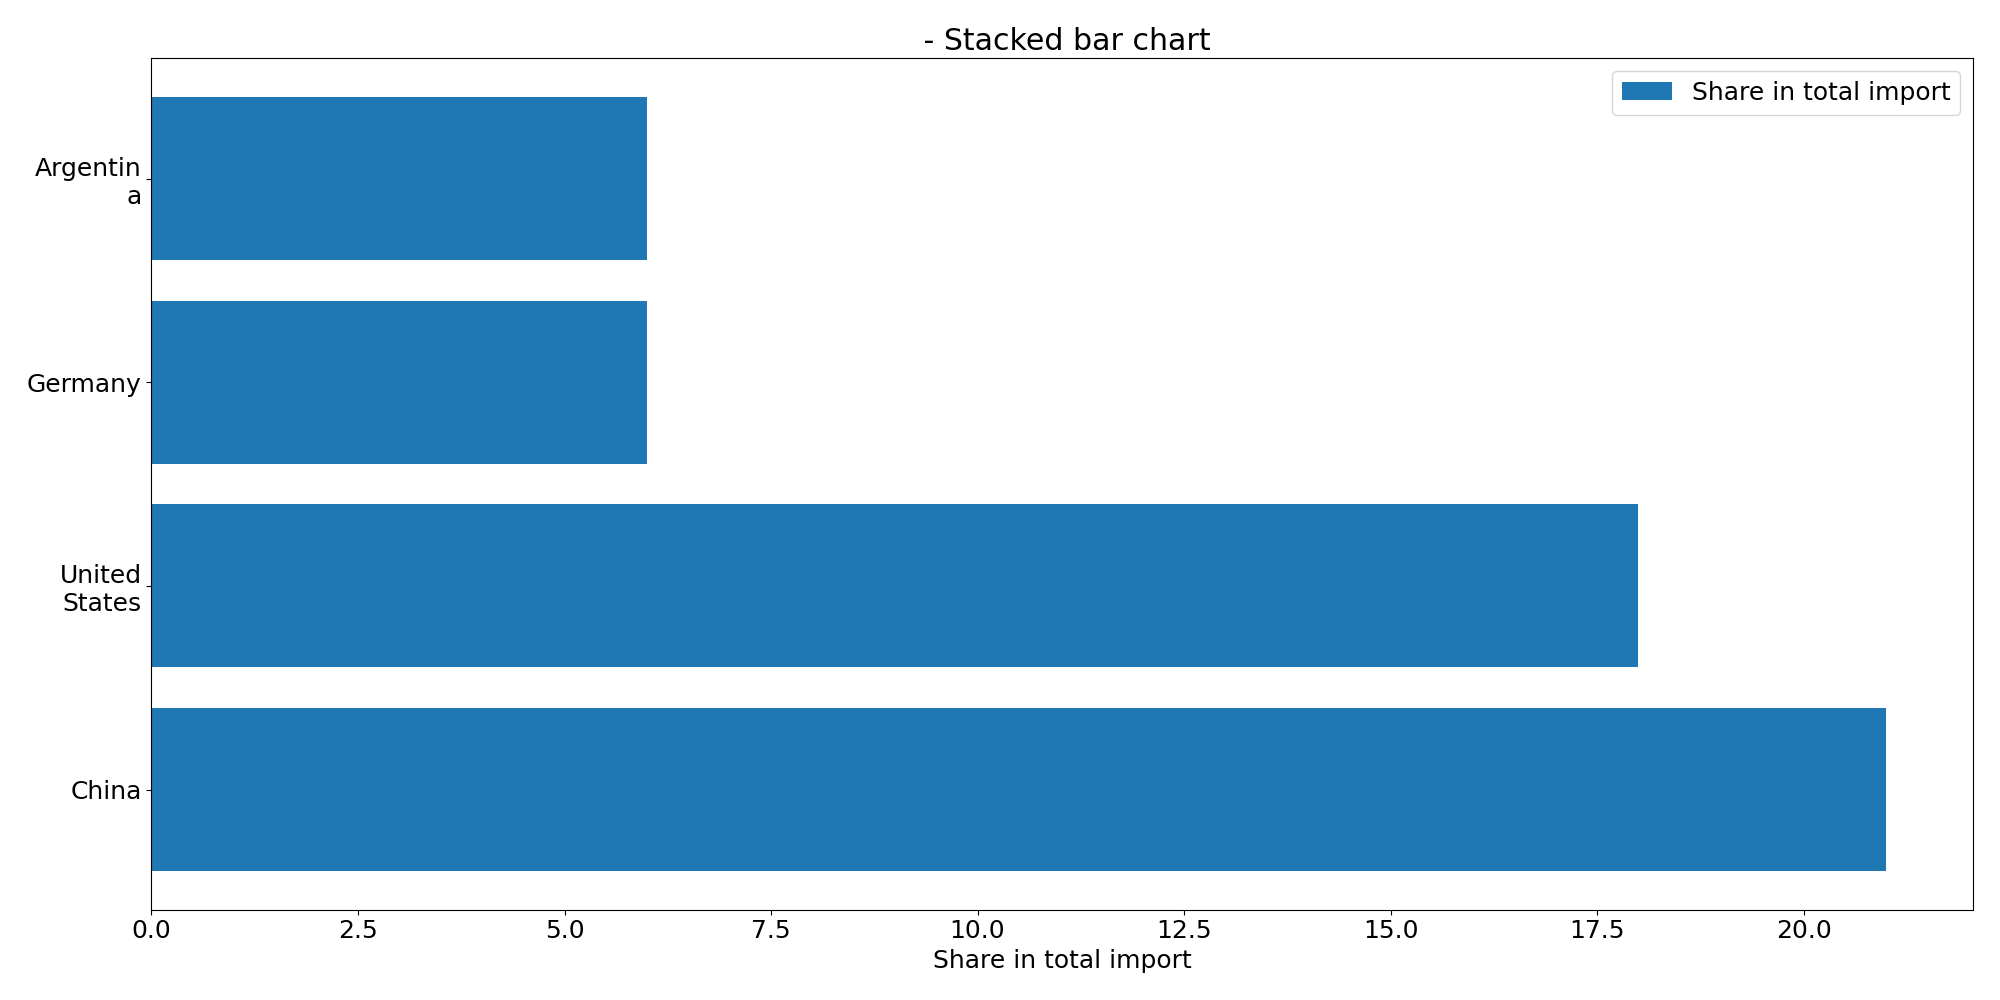 - Stacked bar chart
Share in total import
Argentin
a
Germany
United
States
China
0.0 2.5 5.0 7.5 10.0 12.5 15.0 17.5 20.0
Share in total import